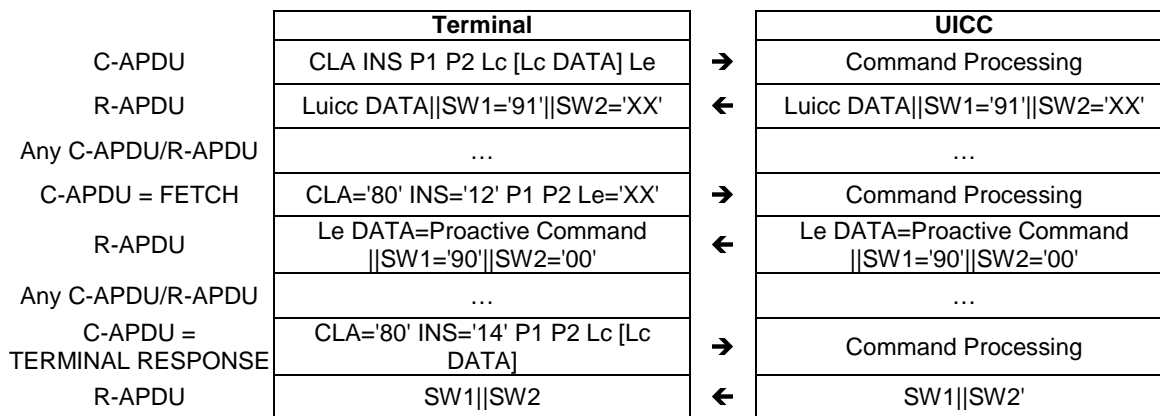 Terminal UICC
C-APDU CLA INS P1 P2 Lc [Lc DATA] Le ➔ Command Processing
R-APDU Luicc DATA||SW1='91'||SW2='XX' 🡸 Luicc DATA||SW1='91'||SW2='XX'
Any C-APDU/R-APDU … …
C-APDU = FETCH CLA='80' INS='12' P1 P2 Le='XX' ➔ Command Processing
R-APDU Le DATA=Proactive Command 🡸 Le DATA=Proactive Command
||SW1='90'||SW2='00' ||SW1='90'||SW2='00'
Any C-APDU/R-APDU … …
C-APDU = CLA='80' INS='14' P1 P2 Lc [Lc ➔ Command Processing
TERMINAL RESPONSE DATA]
R-APDU SW1||SW2 🡸 SW1||SW2'